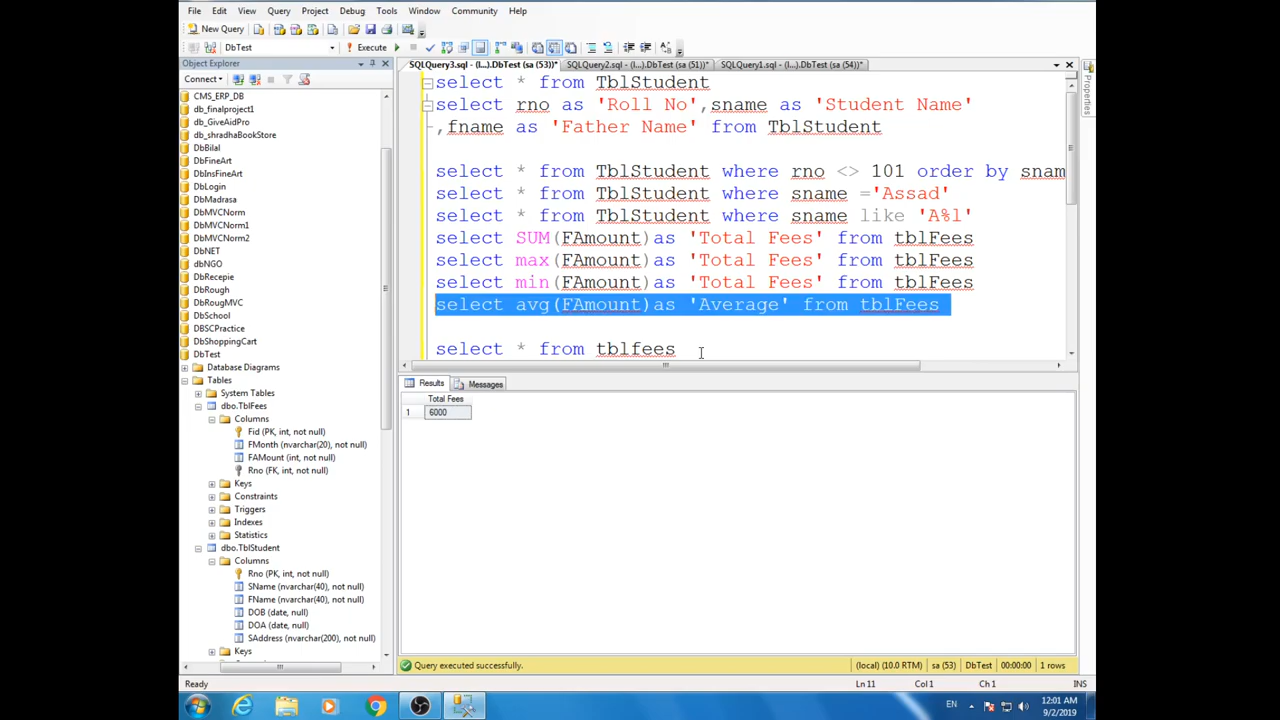 File Edit View Query Project Debug Tools Window Community Help
New Query
DbTest Execute
Object Explorer
SQLQuery3.sql - (l...).DbTest (sa (53))* SQLQuery2.sql - (l...).DbTest (sa (51))* SQLQuery1.sql - (l...).DbTest (sa (54))*
Connect
CMS_ERP_DB
db_finalproject1
db_GiveAidPro
db_shradhaBookStore
DbBilal
DbFineArt
DbInsFineArt
DbLogin
DbMadrasa
DbMVCNorm
DbMVCNorm1
DbMVCNorm2
DbNET
dbNGO
DbRecepie
DbRough
DbRougMVC
DbSchool
DBSCPractice
DbShoppingCart
DbTest
Database Diagrams
Tables
System Tables
dbo.TblFees
Columns
Fid (PK, int, not null)
FMonth (nvarchar(20), not null)
FAMount (int, not null)
Rno (FK, int, not null)
Keys
Constraints
Triggers
Indexes
Statistics
dbo.TblStudent
Columns
Rno (PK, int, not null)
SName (nvarchar(40), not null)
FName (nvarchar(40), not null)
DOB (date, null)
DOA (date, null)
SAddress (nvarchar(200), not null)
Keys
select * from TblStudent
select rno as 'Roll No',sname as 'Student Name'
,fname as 'Father Name' from TblStudent
select * from TblStudent where rno <> 101 order by snam
select * from TblStudent where sname ='Assad'
select * from TblStudent where sname like 'A%l'
select SUM(FAmount)as 'Total Fees' from tblFees
select max(FAmount)as 'Total Fees' from tblFees
select min(FAmount)as 'Total Fees' from tblFees
select avg(FAmount)as 'Average' from tblFees
select * from tblfees
Properties
Results Messages
Total Fees
1 6000
Query executed successfully. (local) (10.0 RTM) sa (53) DbTest 00:00:00 1 rows
Ready Ln 11 Col 1 Ch 1 INS
EN 12:01 AM
9/2/2019